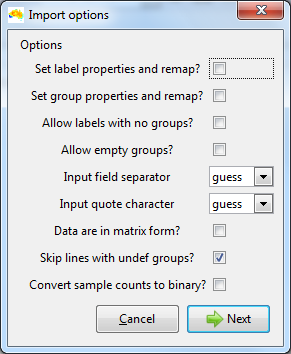 Import options
Options
Set label properties and remap?
Set group properties and remap?
Allow labels with no groups?
Allow empty groups?
Input field separator guess
Input quote character guess
Data are in matrix form?
Skip lines with undef groups?
Convert sample counts to binary?
Cancel Next